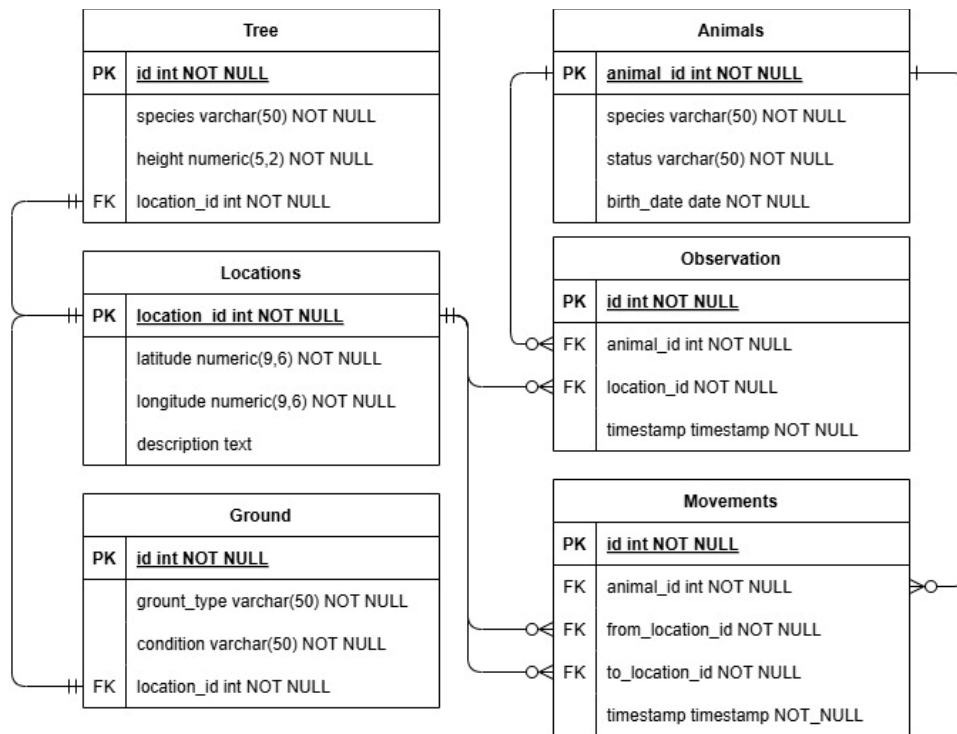 Tree
PK id int NOT NULL
species varchar(50) NOT NULL
height numeric(5,2) NOT NULL
FK location_id int NOT NULL
Locations
PK location_id int NOT NULL
latitude numeric(9,6) NOT NULL
longitude numeric(9,6) NOT NULL
description text
Ground
PK id int NOT NULL
grount_type varchar(50) NOT NULL
condition varchar(50) NOT NULL
FK location_id int NOT NULL
Animals
PK animal_id int NOT NULL
species varchar(50) NOT NULL
status varchar(50) NOT NULL
birth_date date NOT NULL
Observation
PK id int NOT NULL
FK animal_id int NOT NULL
FK location_id NOT NULL
timestamp timestamp NOT NULL
Movements
PK id int NOT NULL
FK animal_id int NOT NULL
FK from_location_id NOT NULL
FK to_location_id NOT NULL
timestamp timestamp NOT_NULL